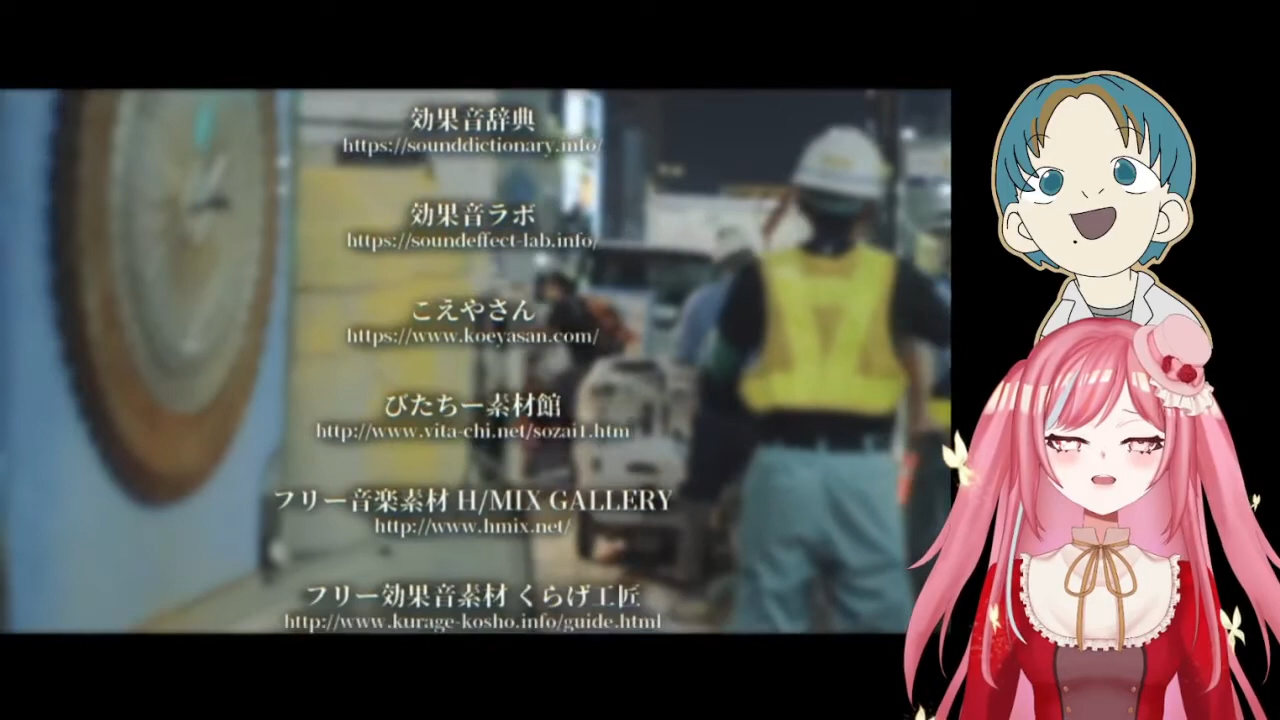 効果音辞典
https://sounddictionary.info/
効果音ラボ
https://soundeffect-lab.info/
こえやさん
https://www.koeyasan.com/
びたちー素材館
http://www.vita-chi.net/sozai1.htm
フリー音楽素材 H/MIX GALLERY
http://www.hmix.net/
フリー効果音素材 くらげ工匠
http://www.kurage-kosho.info/guide.html